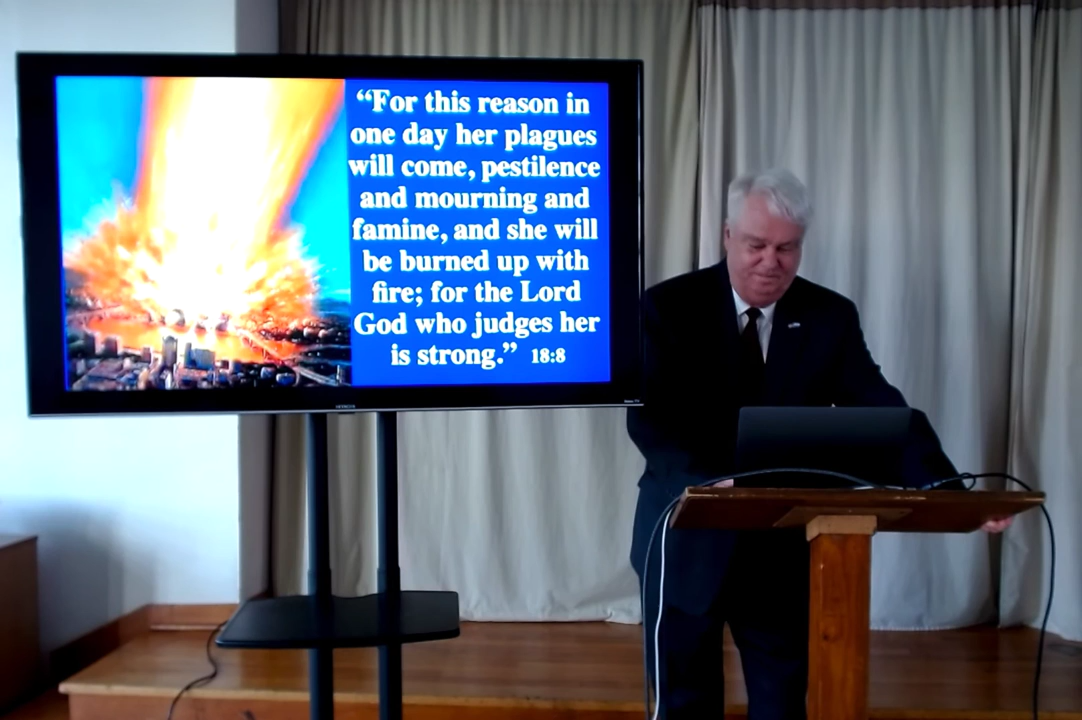 “For this reason in
one day her plagues
will come, pestilence
and mourning and
famine, and she will
be burned up with
fire; for the Lord
God who judges her
is strong.” 18:8
HITACHI